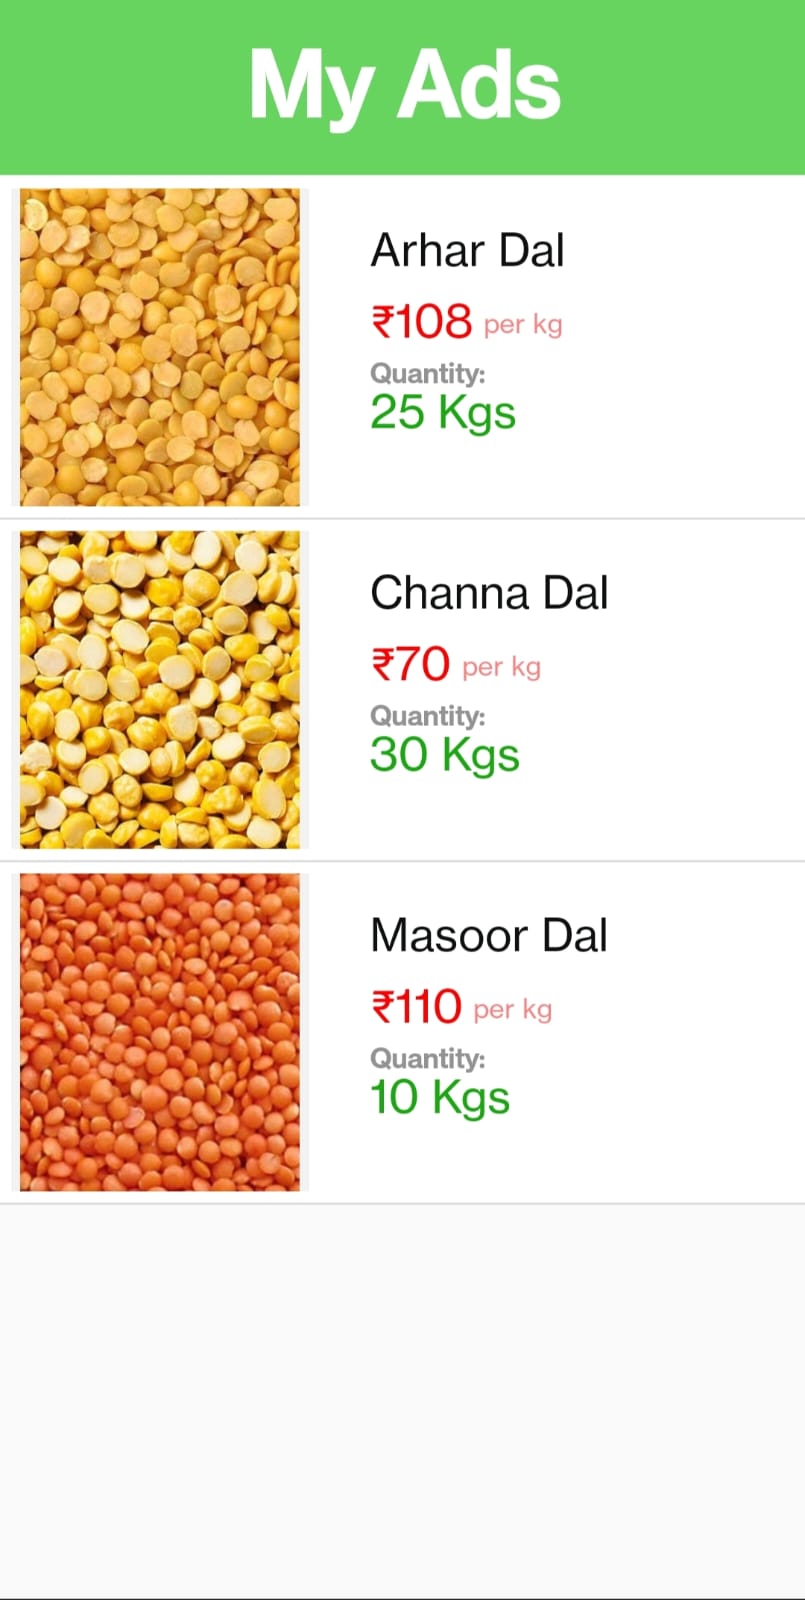 My Ads
Arhar Dal
₹108 per kg
Quantity:
25 Kgs
Channa Dal
₹70 per kg
Quantity:
30 Kgs
Masoor Dal
₹110 per kg
Quantity:
10 Kgs